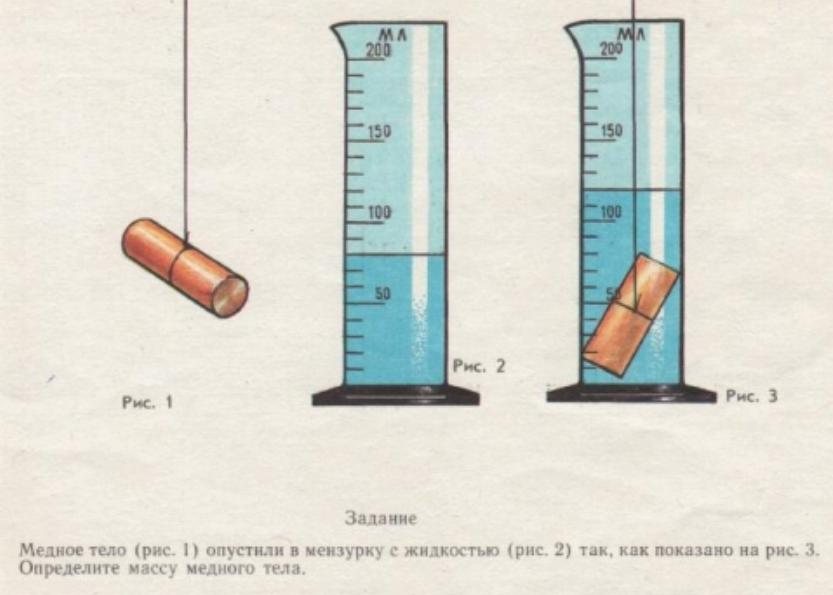 МЛ
200
150
100
50
МЛ
200
150
100
5
Рис. 1
Рис. 2
Рис. 3
Задание
Медное тело (рис. 1) опустили в мензурку с жидкостью (рис. 2) так, как показано на рис. 3.
Определите массу медного тела.